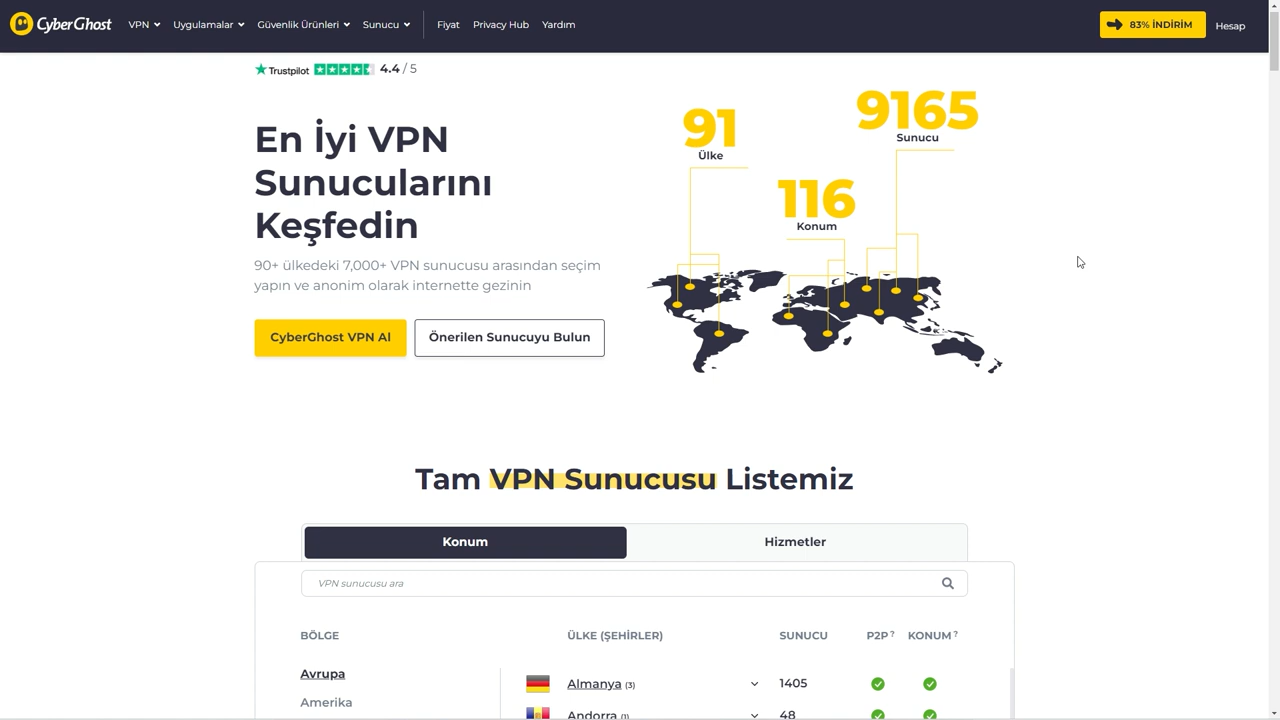 CyberGhost VPN Uygulamalar Güvenlik Ürünleri Sunucu Fiyat Privacy Hub Yardım 83% İNDİRİM Hesap
Trustpilot 4.4 / 5
En İyi VPN
Sunucularını
Keşfedin
90+ ülkedeki 7,000+ VPN sunucusu arasından seçim
yapın ve anonim olarak internette gezinin
CyberGhost VPN Al Önerilen Sunucuyu Bulun
91
Ülke
116
Konum
9165
Sunucu
Tam VPN Sunucusu Listemiz
Konum Hizmetler
VPN sunucusu ara
BÖLGE ÜLKE (ŞEHİRLER) SUNUCU P2P ? KONUM ?
Avrupa
Amerika
Almanya (3) 1405
Andorra (1) 48